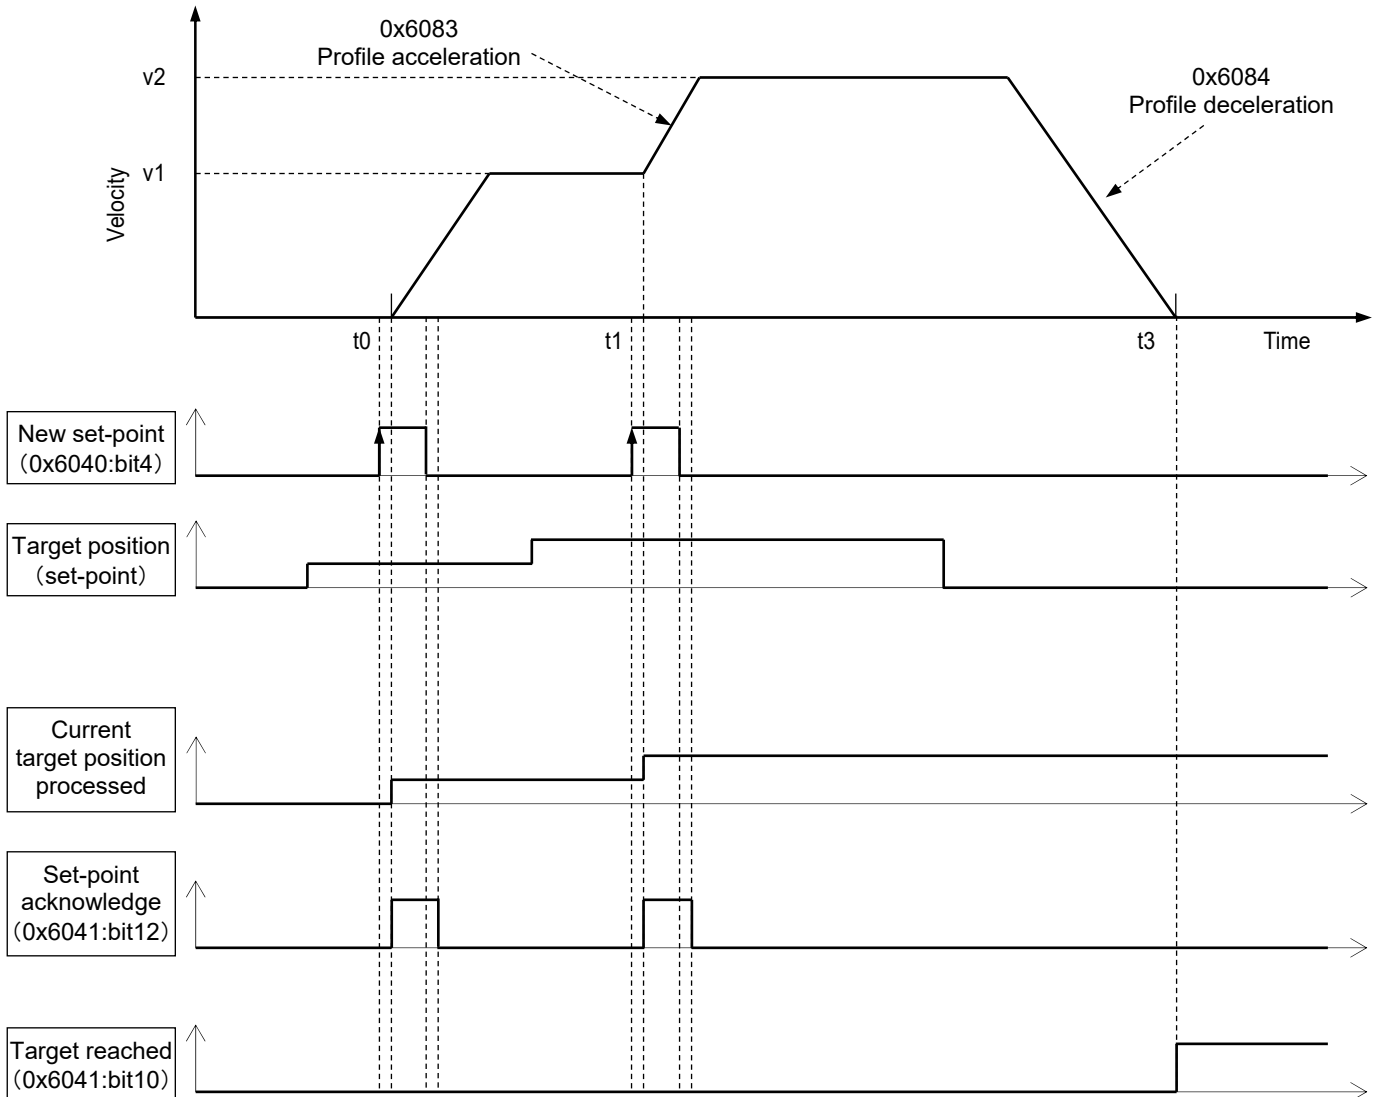 0x6083
Profile acceleration
v2
0x6084
Profile deceleration
v1
Velocity
t0
t1
t3
Time
New set-point
（0x6040:bit4）
Target position
（set-point）
Current
target position
processed
Set-point
acknowledge
（0x6041:bit12）
Target reached
（0x6041:bit10）